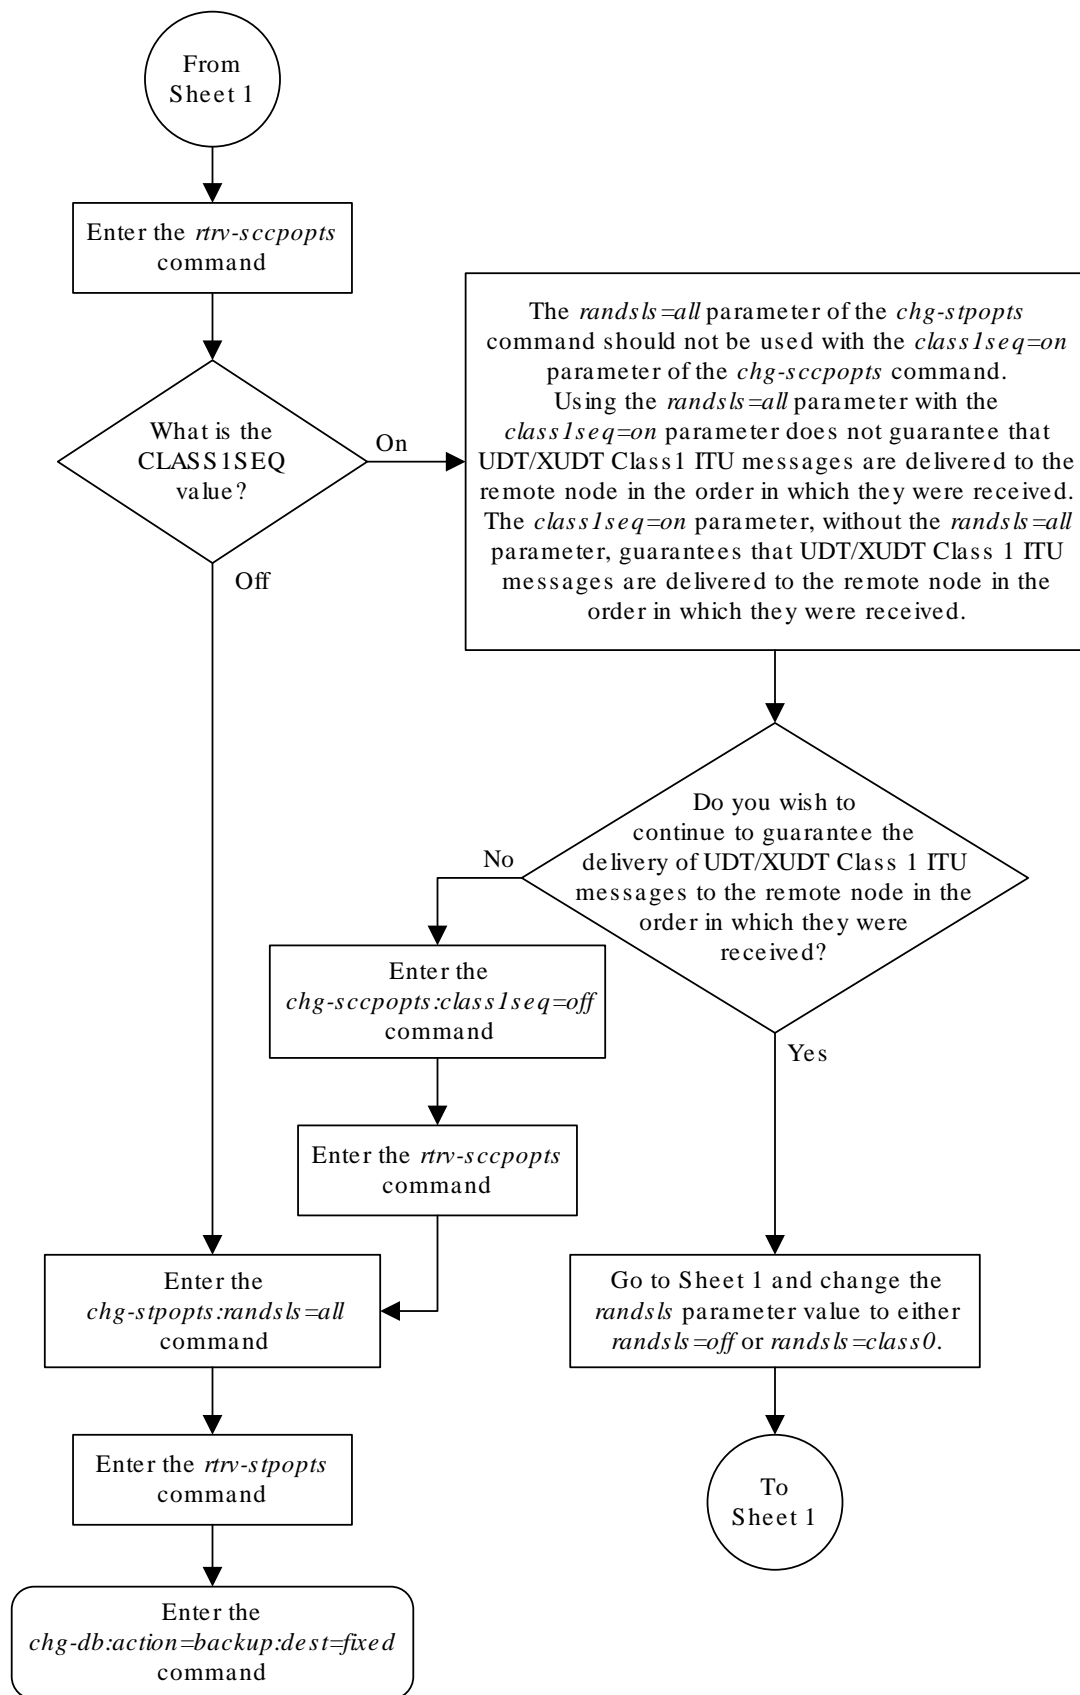 From
Sheet 1
Enter the rtrv-sccpopts
command
What is the
CLASS1SEQ
value?
On
Off
The randsls=all parameter of the chg-stpopts
command should not be used with the class1seq=on
parameter of the chg-sccpopts command.
Using the randsls=all parameter with the
class1seq=on parameter does not guarantee that
UDT/XUDT Class1 ITU messages are delivered to the
remote node in the order in which they were received.
The class1seq=on parameter, without the randsls=all
parameter, guarantees that UDT/XUDT Class 1 ITU
messages are delivered to the remote node in the
order in which they were received.
Do you wish to
continue to guarantee the
delivery of UDT/XUDT Class 1 ITU
messages to the remote node in the
order in which they were
received?
No
Yes
Enter the
chg-sccpopts:class1seq=off
command
Enter the rtrv-sccpopts
command
Enter the
chg-stpopts:randsls=all
command
Go to Sheet 1 and change the
randsls parameter value to either
randsls=off or randsls=class0.
Enter the rtrv-stpopts
command
To
Sheet 1
Enter the
chg-db:action=backup:dest=fixed
command